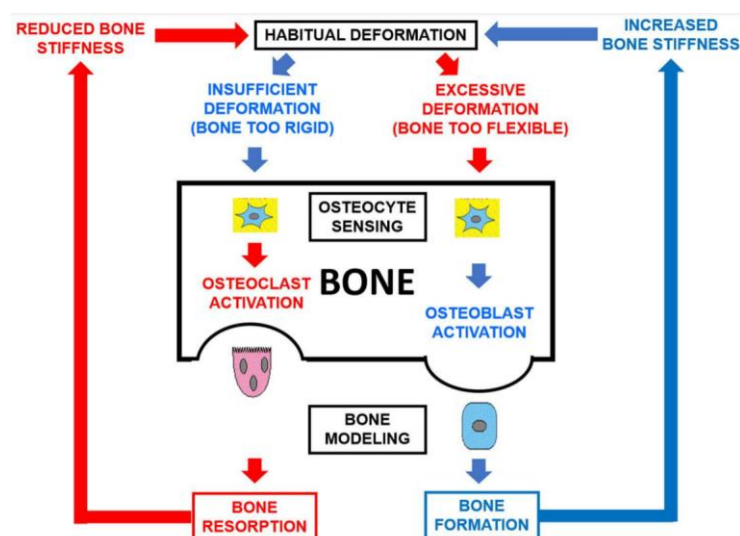 REDUCED BONE
STIFFNESS
HABITUAL DEFORMATION
INCREASED
BONE STIFFNESS
INSUFFICIENT
DEFORMATION
(BONE TOO RIGID)
EXCESSIVE
DEFORMATION
(BONE TOO FLEXIBLE)
OSTEOCYTE
SENSING
OSTEOCLAST
ACTIVATION
BONE
OSTEOBLAST
ACTIVATION
BONE
MODELING
BONE
RESORPTION
BONE
FORMATION